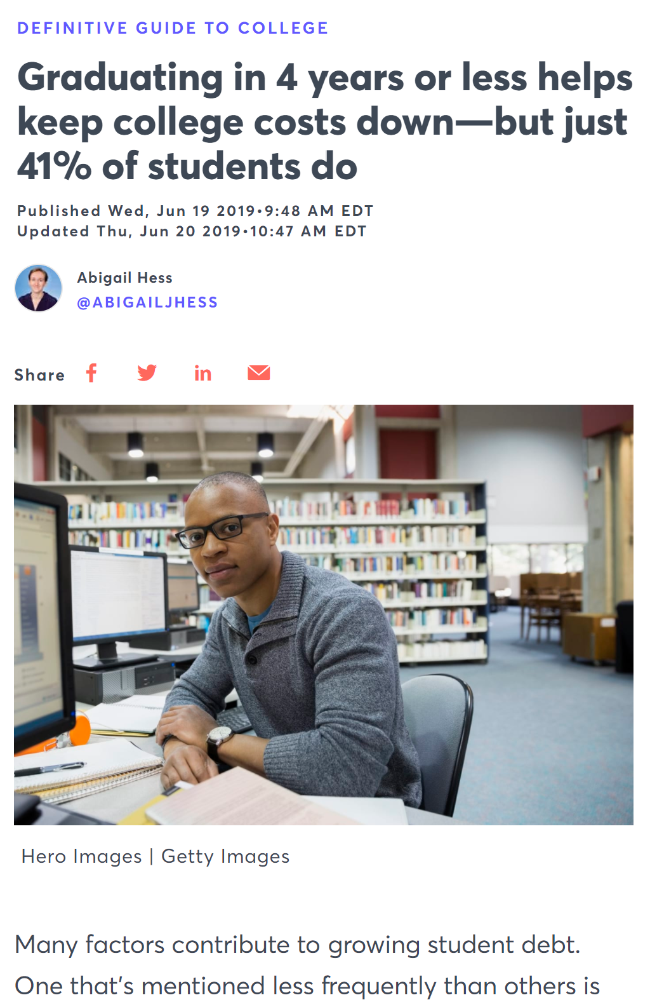 DEFINITIVE GUIDE TO COLLEGE
Graduating in 4 years or less helps
keep college costs down—but just
41% of students do
Published Wed, Jun 19 2019•9:48 AM EDT
Updated Thu, Jun 20 2019•10:47 AM EDT
Abigail Hess
@ABIGAILJHESS
Share
Hero Images | Getty Images
Many factors contribute to growing student debt.
One that’s mentioned less frequently than others is